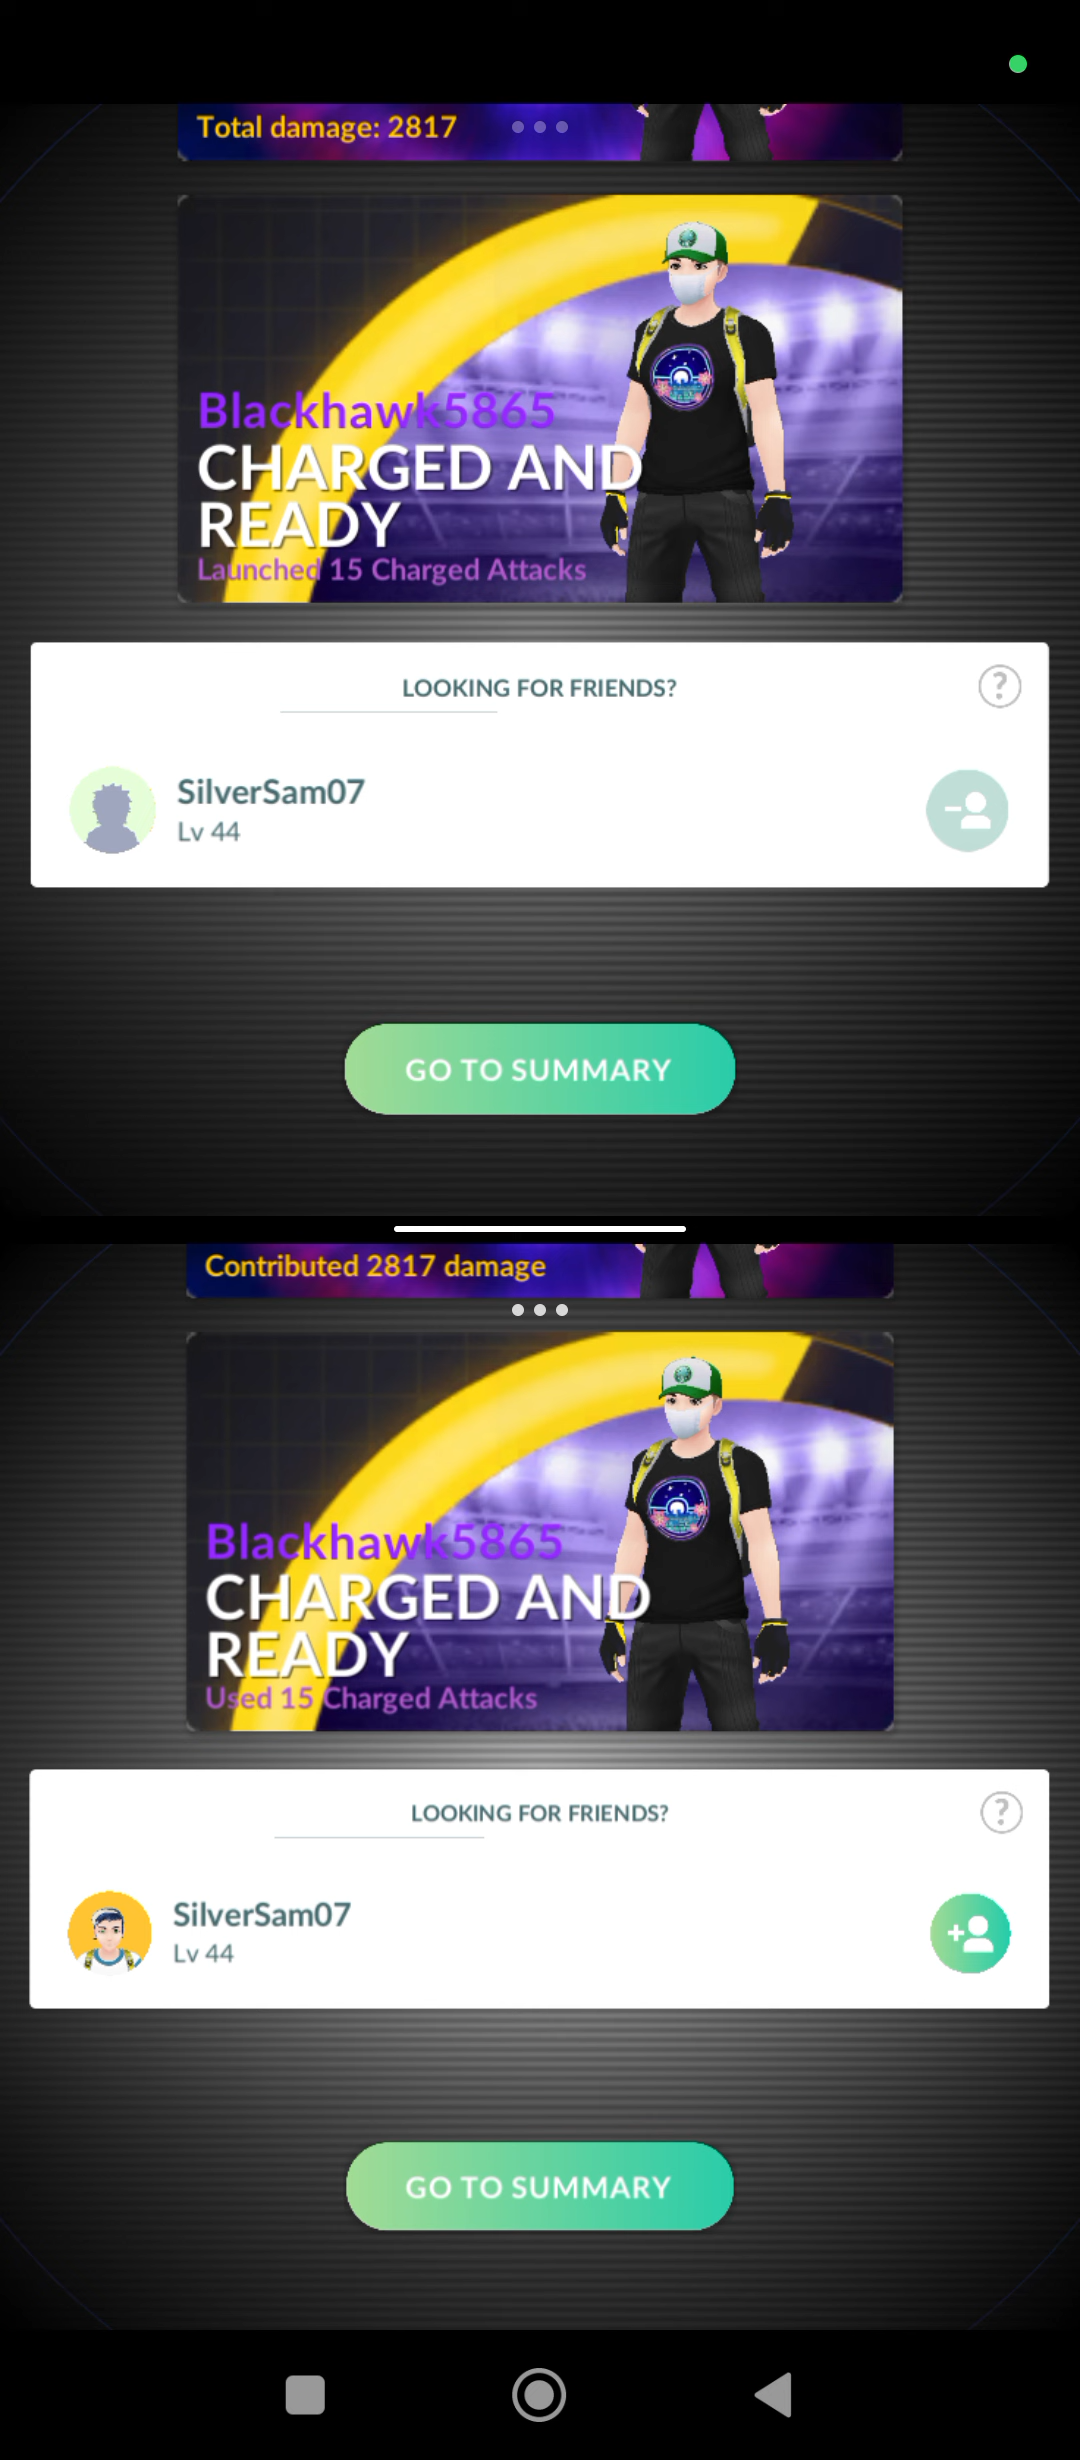 Total damage: 2817
Blackhawk5865
CHARGED AND
READY
Launched 15 Charged Attacks
LOOKING FOR FRIENDS?
?
SilverSam07
Lv 44
GO TO SUMMARY
Contributed 2817 damage
Blackhawk5865
CHARGED AND
READY
Used 15 Charged Attacks
LOOKING FOR FRIENDS?
?
SilverSam07
Lv 44
GO TO SUMMARY